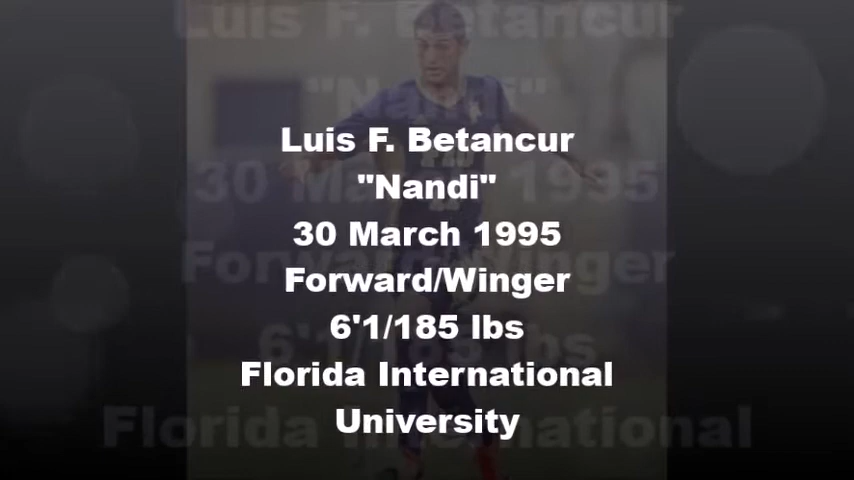 Luis F. Betancur
"Nandi"
30 March 1995
Forward/Winger
6'1/185 lbs
Florida International
University